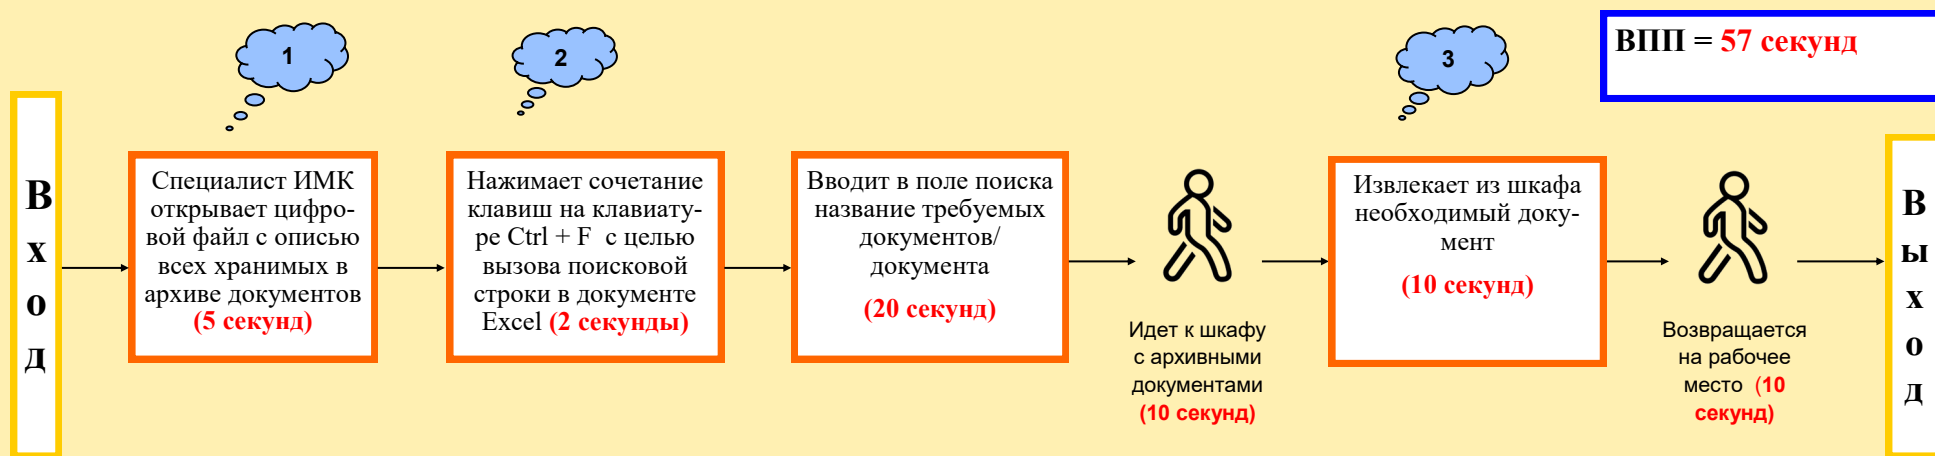 1
2
3
ВПП = 57 секунд
Вход
Специалист ИМК
открывает цифро-
вой файл с описью
всех хранимых в
архиве документов
(5 секунд)
Нажимает сочетание
клавиш на клавиату-
ре Ctrl + F с целью
вызова поисковой
строки в документе
Excel (2 секунды)
Вводит в поле поиска
название требуемых
документов/
документа
(20 секунд)
Идет к шкафу
с архивными
документами
(10 секунд)
Извлекает из шкафа
необходимый доку-
мент
(10 секунд)
Возвращается
на рабочее
место (10
секунд)
Выход